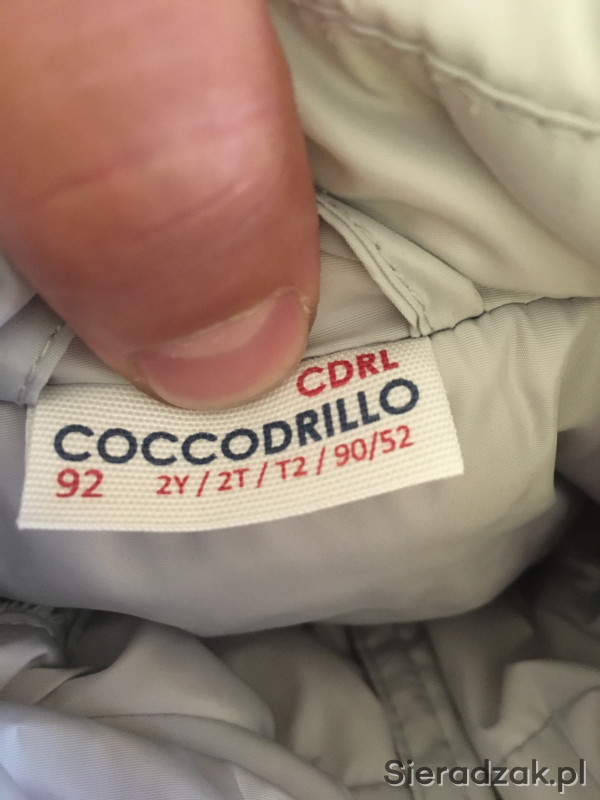 CDRL
COCCODRILLO
92 2Y / 2T / T2 / 90/52
Sieradzak.pl